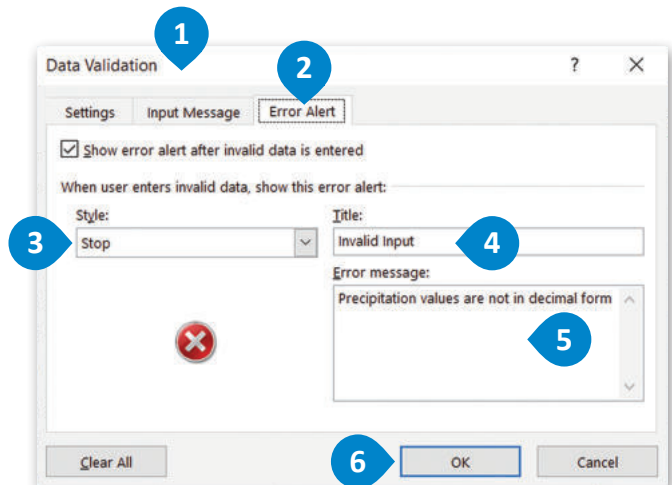 1
Data Validation
?
2
Settings
Input Message
Error Alert
Show error alert after invalid data is entered
When user enters invalid data, show this error alert:
Style:
Title:
3
Stop
Invalid Input
4
Error message:
Precipitation values are not in decimal form
5
6
Clear All
OK
Cancel